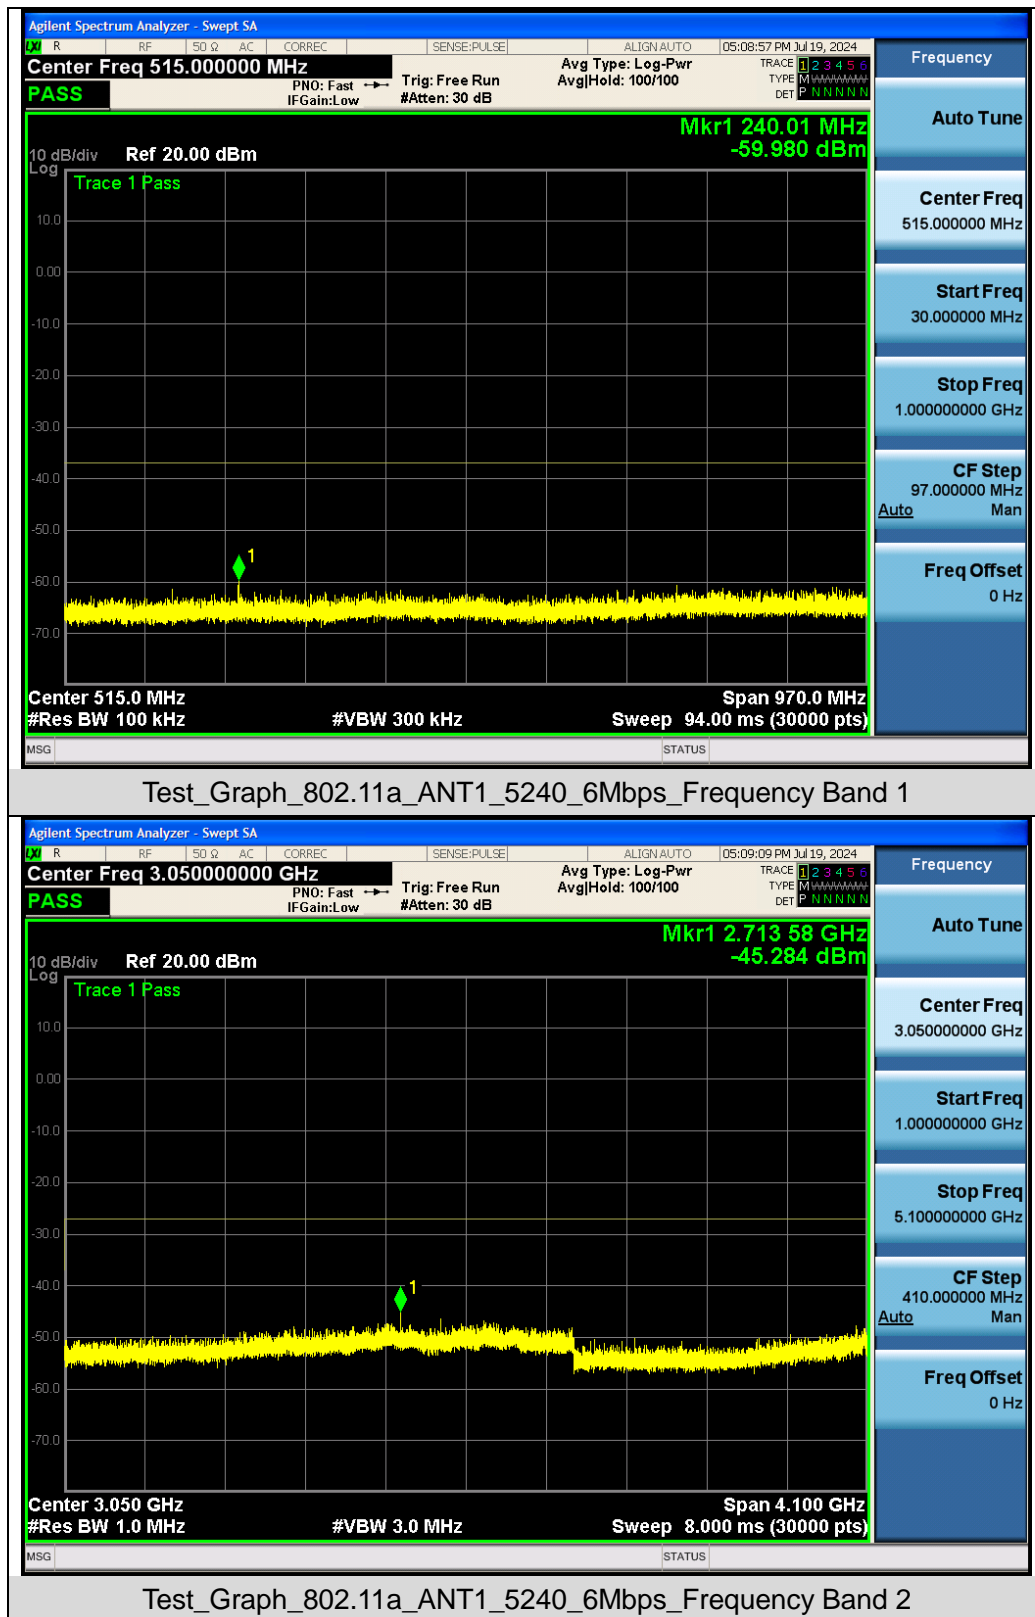 Agilent Spectrum Analyzer - Swept SA
LXI R RF 50 Ω AC CORREC SENSE:PULSE ALIGN AUTO 05:08:57 PM Jul 19, 2024
Center Freq 515.000000 MHz
PASS
PNO: Fast
IFGain:Low
Trig: Free Run
#Atten: 30 dB
Avg Type: Log-Pwr
Avg|Hold: 100/100
TRACE 1 2 3 4 5 6
TYPE M WWWWW
DET P N N N N N
Mkr1 240.01 MHz
-59.980 dBm
10 dB/div Ref 20.00 dBm
Log
Trace 1 Pass
10.0
0.00
-10.0
-20.0
-30.0
-40.0
-50.0
1
-60.0
-70.0
Center 515.0 MHz Span 970.0 MHz
#Res BW 100 kHz #VBW 300 kHz Sweep 94.00 ms (30000 pts)
MSG STATUS
Frequency
Auto Tune
Center Freq
515.000000 MHz
Start Freq
30.000000 MHz
Stop Freq
1.000000000 GHz
CF Step
97.000000 MHz
Auto Man
Freq Offset
0 Hz
Test_Graph_802.11a_ANT1_5240_6Mbps_Frequency Band 1
Agilent Spectrum Analyzer - Swept SA
LXI R RF 50 Ω AC CORREC SENSE:PULSE ALIGN AUTO 05:09:09 PM Jul 19, 2024
Center Freq 3.050000000 GHz
PASS
PNO: Fast
IFGain:Low
Trig: Free Run
#Atten: 30 dB
Avg Type: Log-Pwr
Avg|Hold: 100/100
TRACE 1 2 3 4 5 6
TYPE M WWWWW
DET P N N N N N
Mkr1 2.713 58 GHz
-45.284 dBm
10 dB/div Ref 20.00 dBm
Log
Trace 1 Pass
10.0
0.00
-10.0
-20.0
-30.0
-40.0
1
-50.0
-60.0
-70.0
Center 3.050 GHz Span 4.100 GHz
#Res BW 1.0 MHz #VBW 3.0 MHz Sweep 8.000 ms (30000 pts)
MSG STATUS
Frequency
Auto Tune
Center Freq
3.050000000 GHz
Start Freq
1.000000000 GHz
Stop Freq
5.100000000 GHz
CF Step
410.000000 MHz
Auto Man
Freq Offset
0 Hz
Test_Graph_802.11a_ANT1_5240_6Mbps_Frequency Band 2